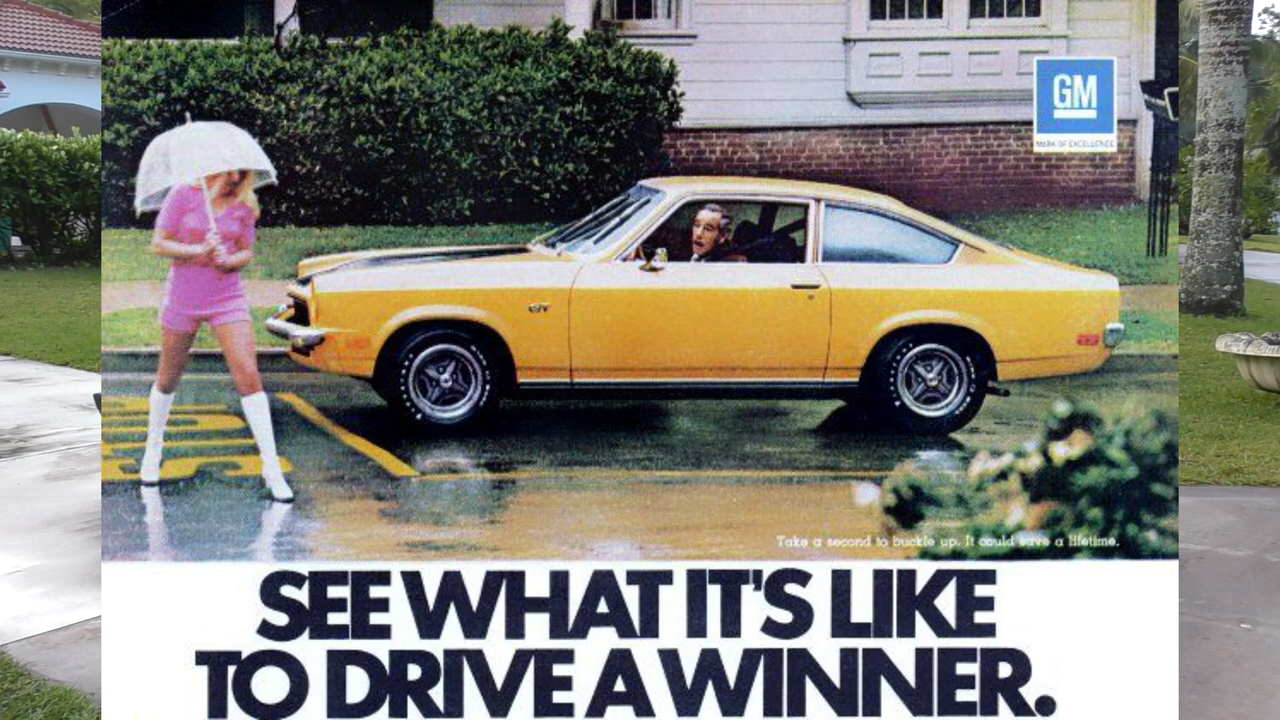 GM
MARK OF EXCELLENCE
GT
Take a second to buckle up. It could save a lifetime.
SEE WHAT IT'S LIKE
TO DRIVE A WINNER.